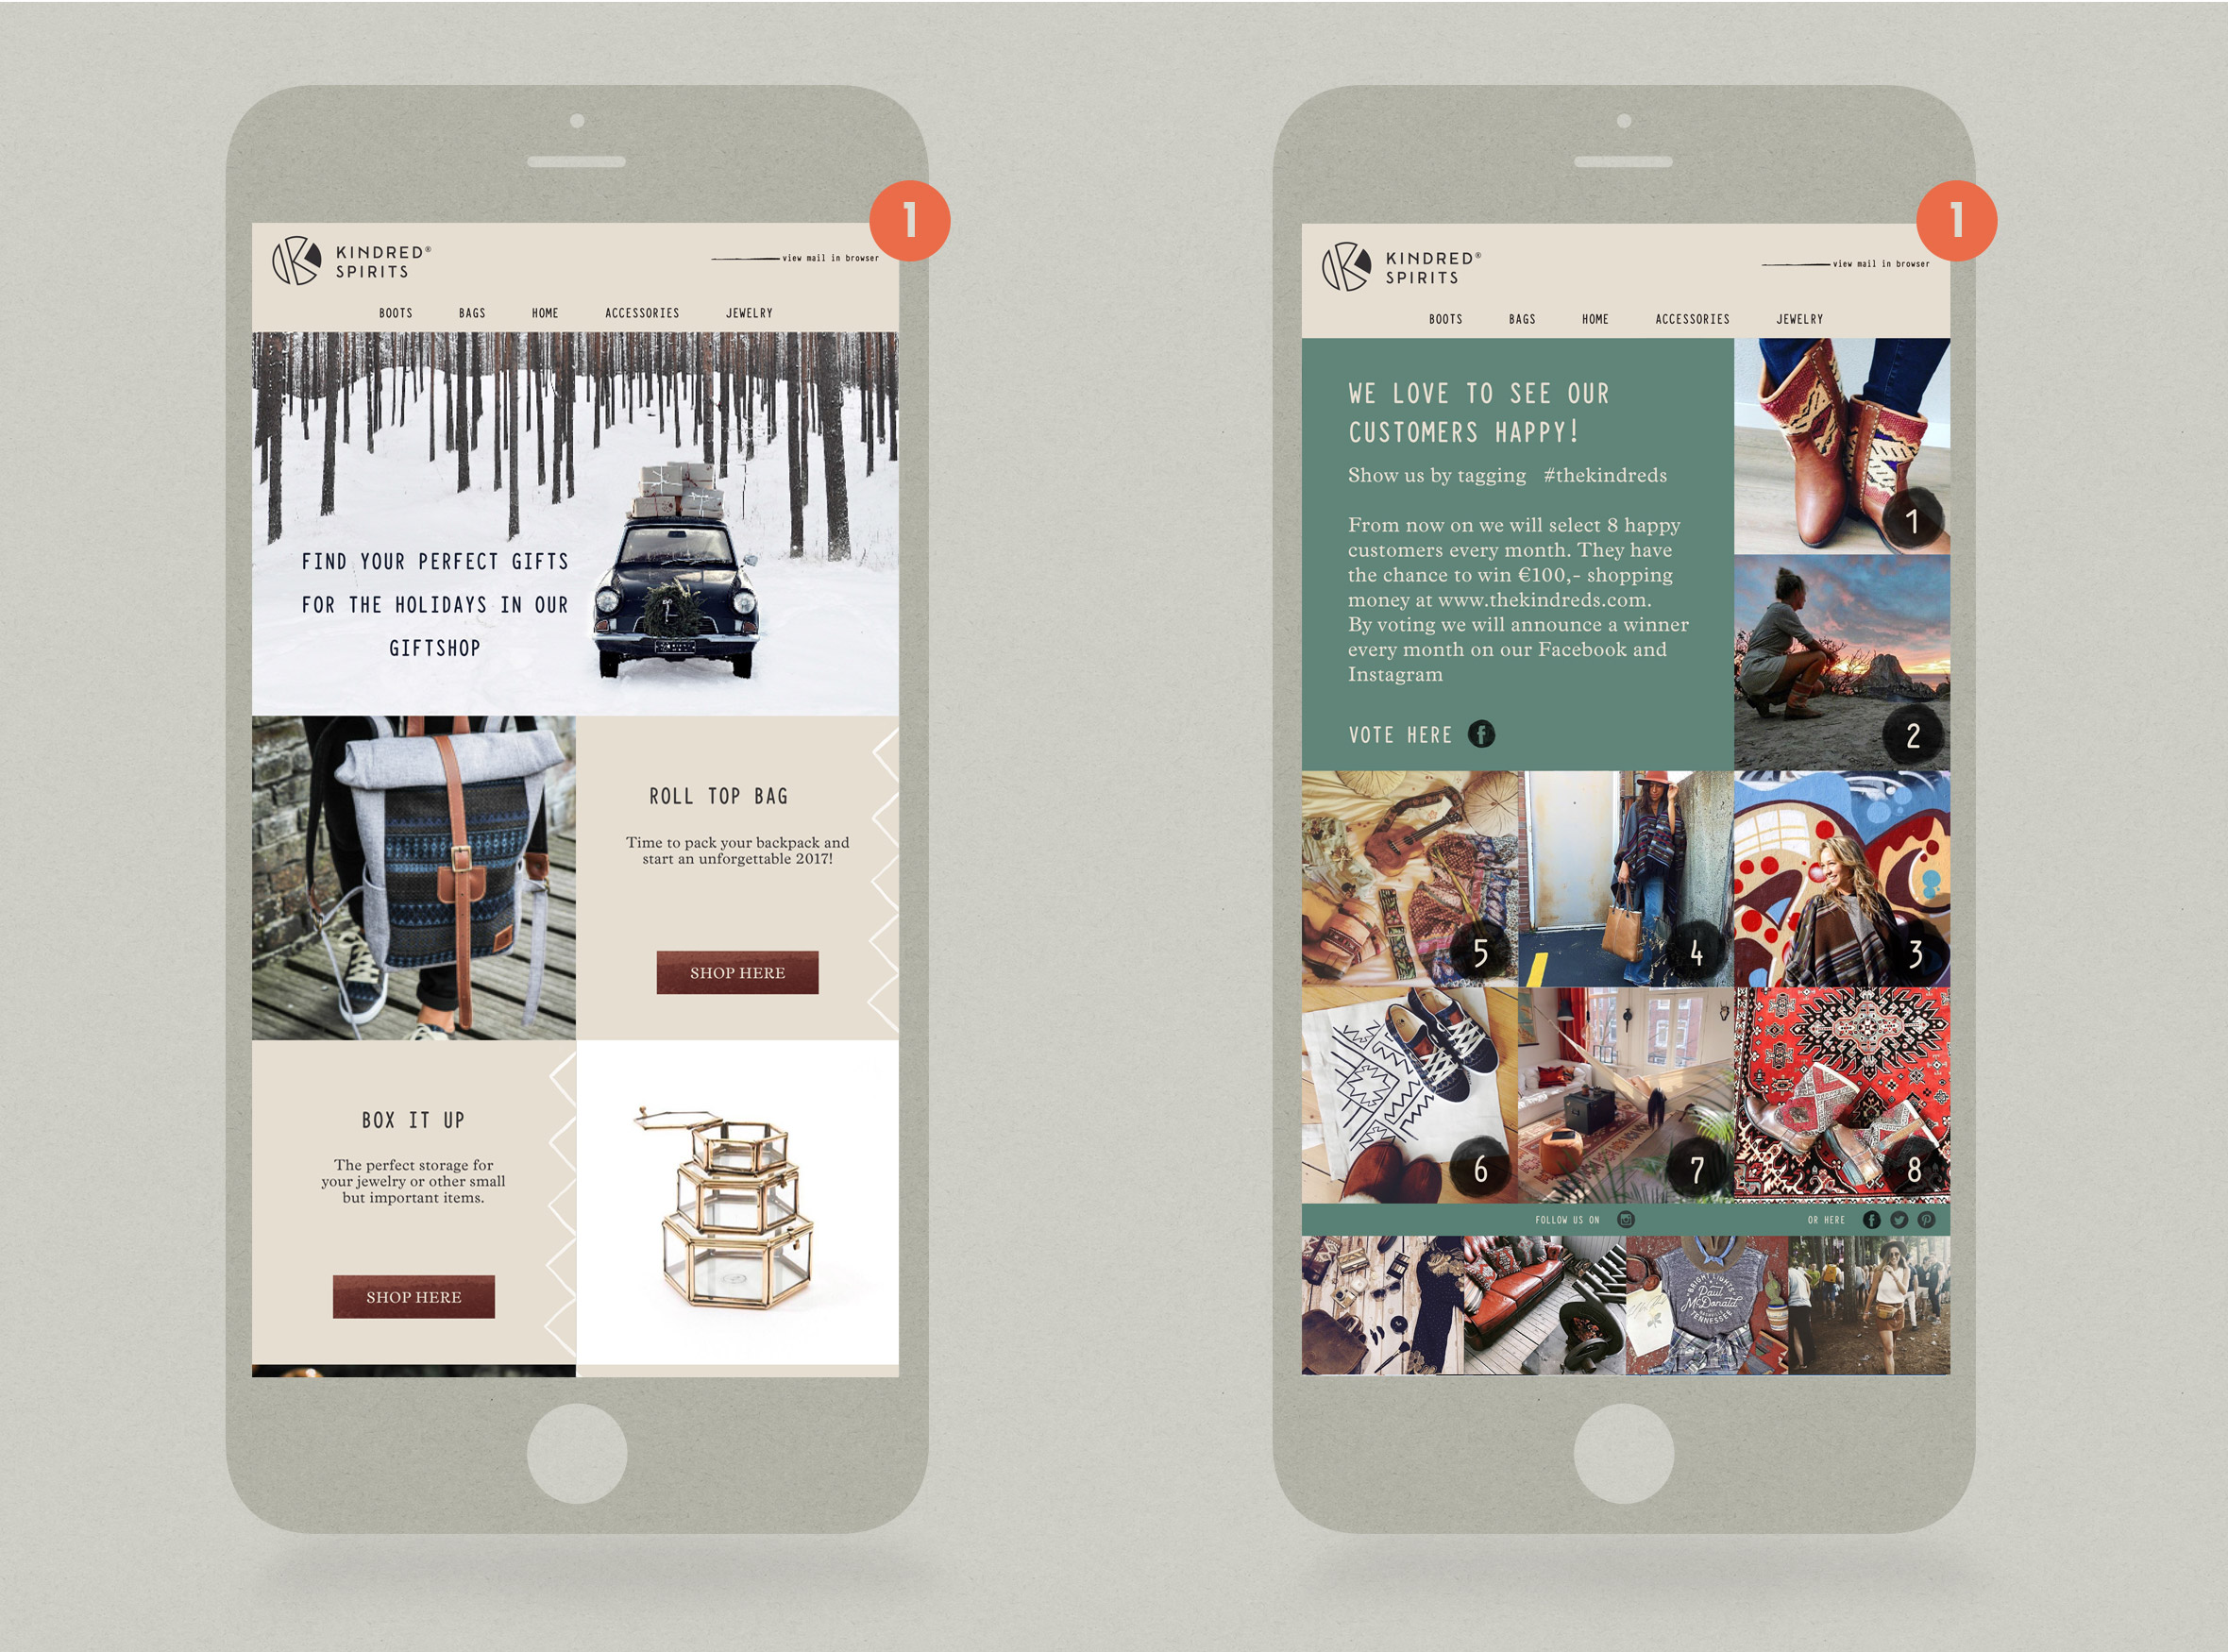 1
KINDRED®
SPIRITS
view mail in browser
BOOTS BAGS HOME ACCESSORIES JEWELRY
FIND YOUR PERFECT GIFTS
FOR THE HOLIDAYS IN OUR
GIFTSHOP
ROLL TOP BAG
Time to pack your backpack and
start an unforgettable 2017!
SHOP HERE
BOX IT UP
The perfect storage for
your jewelry or other small
but important items.
SHOP HERE
1
KINDRED®
SPIRITS
view mail in browser
BOOTS BAGS HOME ACCESSORIES JEWELRY
WE LOVE TO SEE OUR
CUSTOMERS HAPPY!
Show us by tagging #thekindreds
From now on we will select 8 happy
customers every month. They have
the chance to win €100,- shopping
money at www.thekindreds.com.
By voting we will announce a winner
every month on our Facebook and
Instagram
VOTE HERE
1
2
5 4 3
6 7 8
FOLLOW US ON OR HERE
BRIGHT LIGHTS
Paul
McDonald
TENNESSEE